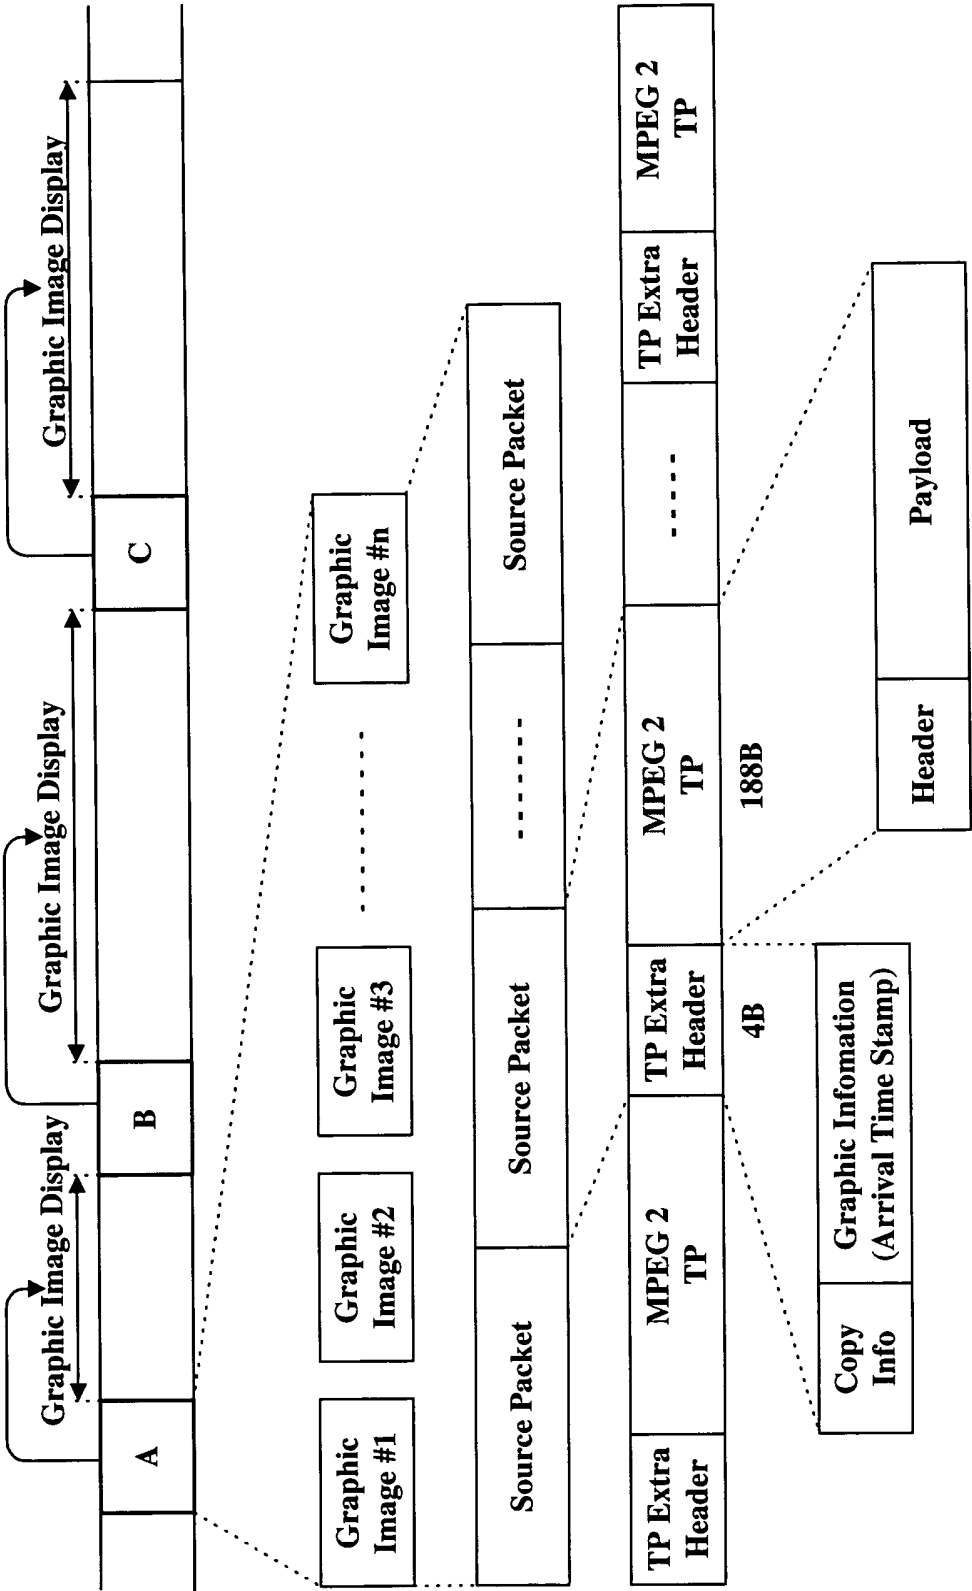 Graphic Image Display
Graphic Image Display
Graphic Image Display
A
B
C
Graphic
Image #1
Graphic
Image #2
Graphic
Image #3
Graphic
Image #n
Source Packet
Source Packet
Source Packet
TP Extra
Header
MPEG 2
TP
TP Extra
Header
MPEG 2
TP
TP Extra
Header
MPEG 2
TP
4B
188B
Copy
Info
Graphic Infomation
(Arrival Time Stamp)
Header
Payload